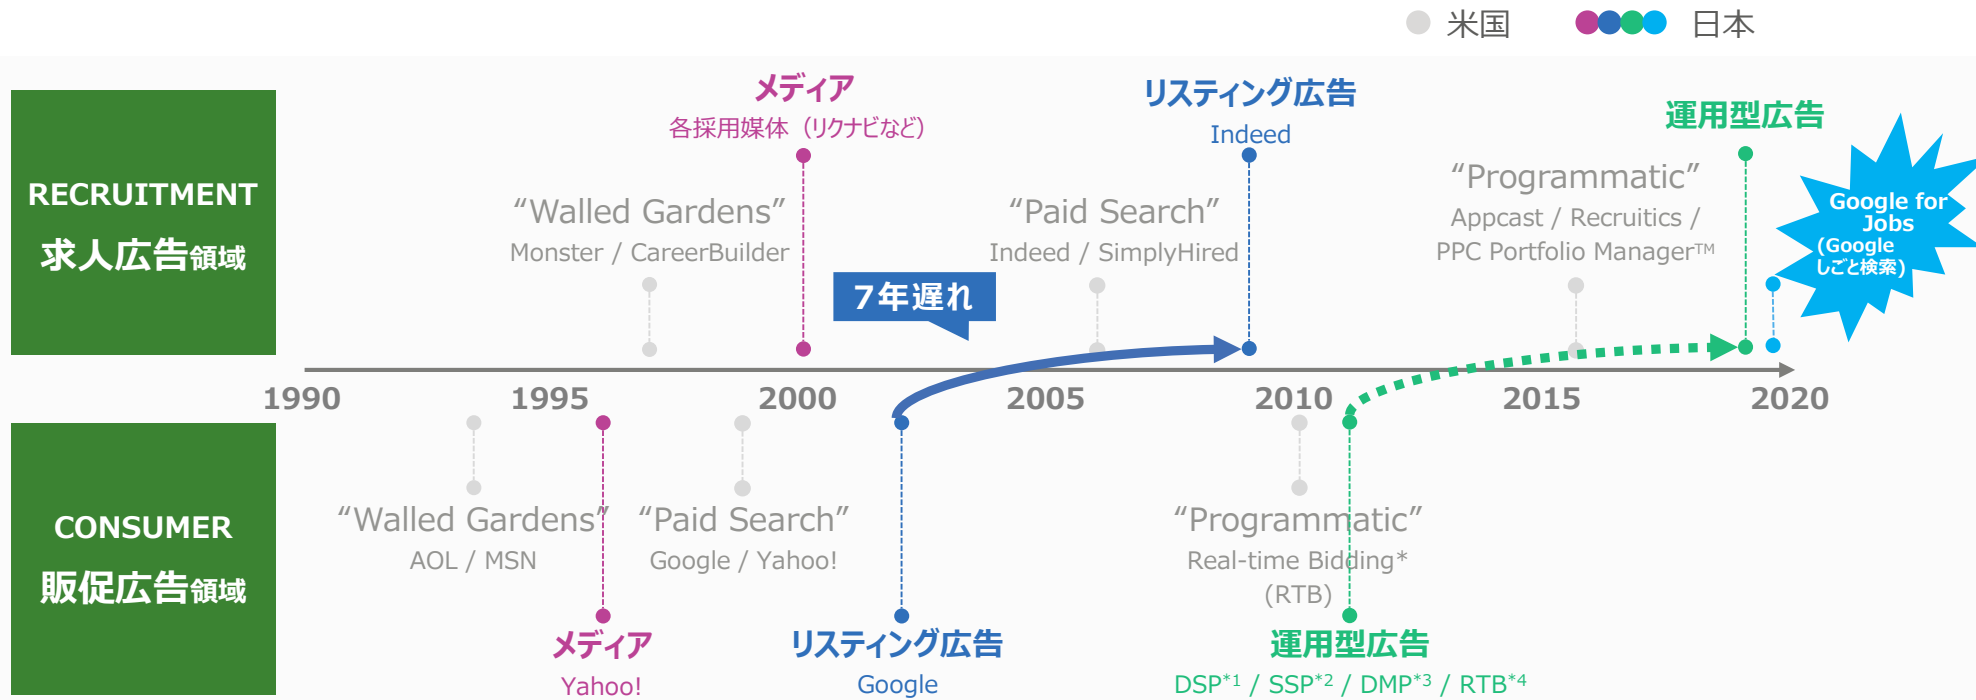 米国
日本
RECRUITMENT
求人広告領域
メディア
各採用媒体（リクナビなど）
リスティング広告
Indeed
運用型広告
“Walled Gardens”
Monster / CareerBuilder
“Paid Search”
Indeed / SimplyHired
“Programmatic”
Appcast / Recruitics /
PPC Portfolio Manager™
Google for
Jobs
(Google
しごと検索)
7年遅れ
1990
1995
2000
2005
2010
2015
2020
CONSUMER
販促広告領域
“Walled Gardens”
AOL / MSN
“Paid Search”
Google / Yahoo!
“Programmatic”
Real-time Bidding*
(RTB)
メディア
Yahoo!
リスティング広告
Google
運用型広告
DSP*1 / SSP*2 / DMP*3 / RTB*4